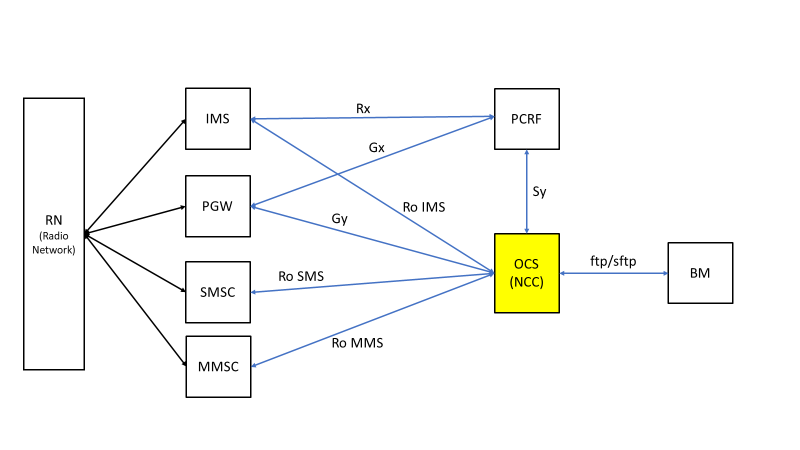 RN
(Radio
Network)
IMS
PGW
SMSC
MMSC
Rx
Gx
Ro IMS
Gy
Ro SMS
Ro MMS
PCRF
Sy
OCS
(NCC)
ftp/sftp
BM